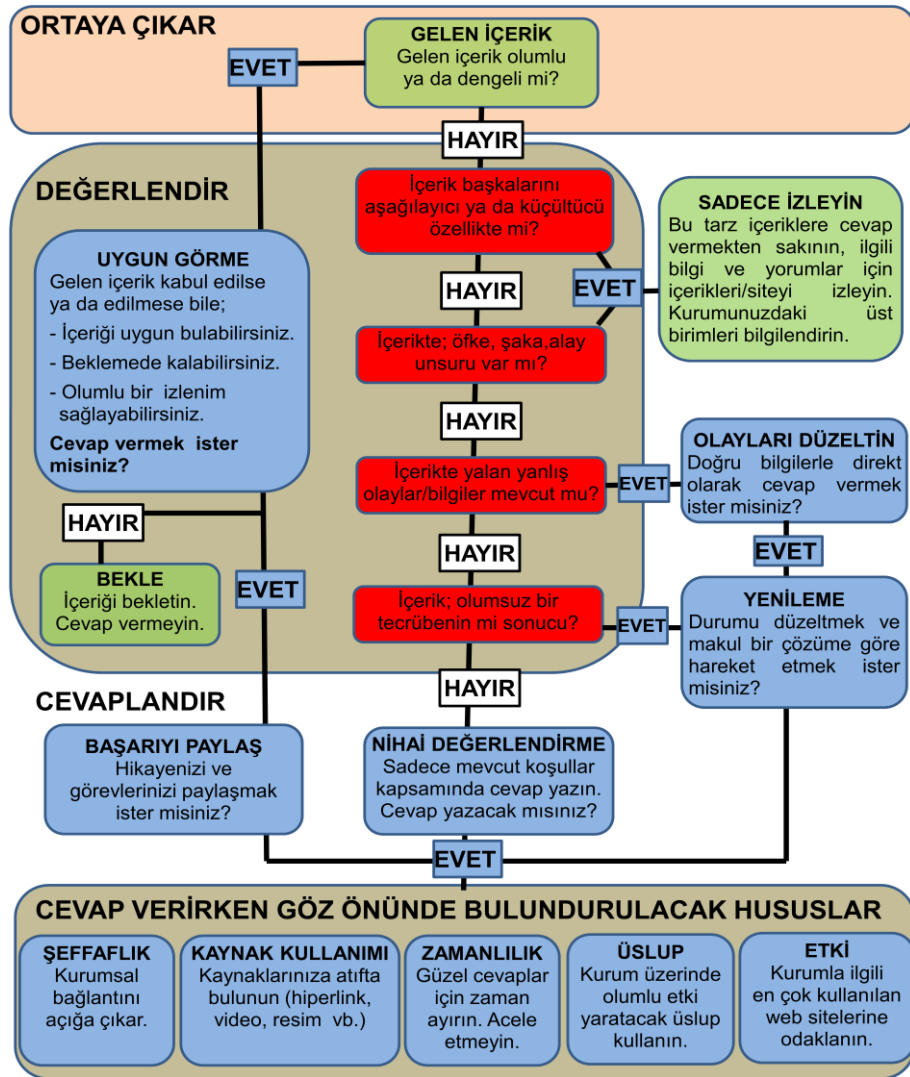 ORTAYA ÇIKAR
GELEN İÇERİK
Gelen içerik olumlu
ya da dengeli mi?
EVET
HAYIR
DEĞERLENDİR
İçerik başkalarını
aşağılayıcı ya da küçültücü
özellikte mi?
SADECE İZLEYİN
Bu tarz içeriklere cevap
vermekten sakının, ilgili
bilgi ve yorumlar için
içerikleri/siteyi izleyin.
Kurumunuzdaki üst
birimleri bilgilendirin.
UYGUN GÖRME
Gelen içerik kabul edilse
ya da edilmese bile;
- İçeriği uygun bulabilirsiniz.
- Beklemede kalabilirsiniz.
- Olumlu bir izlenim
sağlayabilirsiniz.
Cevap vermek ister
misiniz?
HAYIR
EVET
İçerikte; öfke, şaka,alay
unsuru var mı?
HAYIR
İçerikte yalan yanlış
olaylar/bilgiler mevcut mu?
EVET
OLAYLARI DÜZELTİN
Doğru bilgilerle direkt
olarak cevap vermek
ister misiniz?
HAYIR
BEKLE
İçeriği bekletin.
Cevap vermeyin.
EVET
HAYIR
EVET
İçerik; olumsuz bir
tecrübenin mi sonucu?
EVET
YENİLEME
Durumu düzeltmek ve
makul bir çözüme göre
hareket etmek ister
misiniz?
HAYIR
CEVAPLANDIR
BAŞARIYI PAYLAŞ
Hikayenizi ve
görevlerinizi paylaşmak
ister misiniz?
NİHAİ DEĞERLENDİRME
Sadece mevcut koşullar
kapsamında cevap yazın.
Cevap yazacak mısınız?
EVET
CEVAP VERİRKEN GÖZ ÖNÜNDE BULUNDURULACAK HUSUSLAR
ŞEFFAFLIK
Kurumsal
bağlantını
açığa çıkar.
KAYNAK KULLANIMI
Kaynaklarınıza atıfta
bulunun (hiperlink,
video, resim vb.)
ZAMANLILIK
Güzel cevaplar
için zaman
ayırın. Acele
etmeyin.
ÜSLUP
Kurum üzerinde
olumlu etki
yaratacak üslup
kullanın.
ETKİ
Kurumla ilgili
en çok kullanılan
web sitelerine
odaklanın.